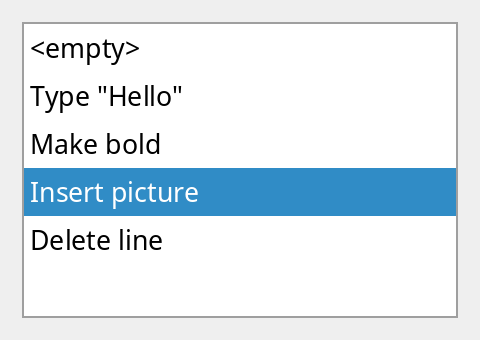 <empty>
Type "Hello"
Make bold
Insert picture
Delete line